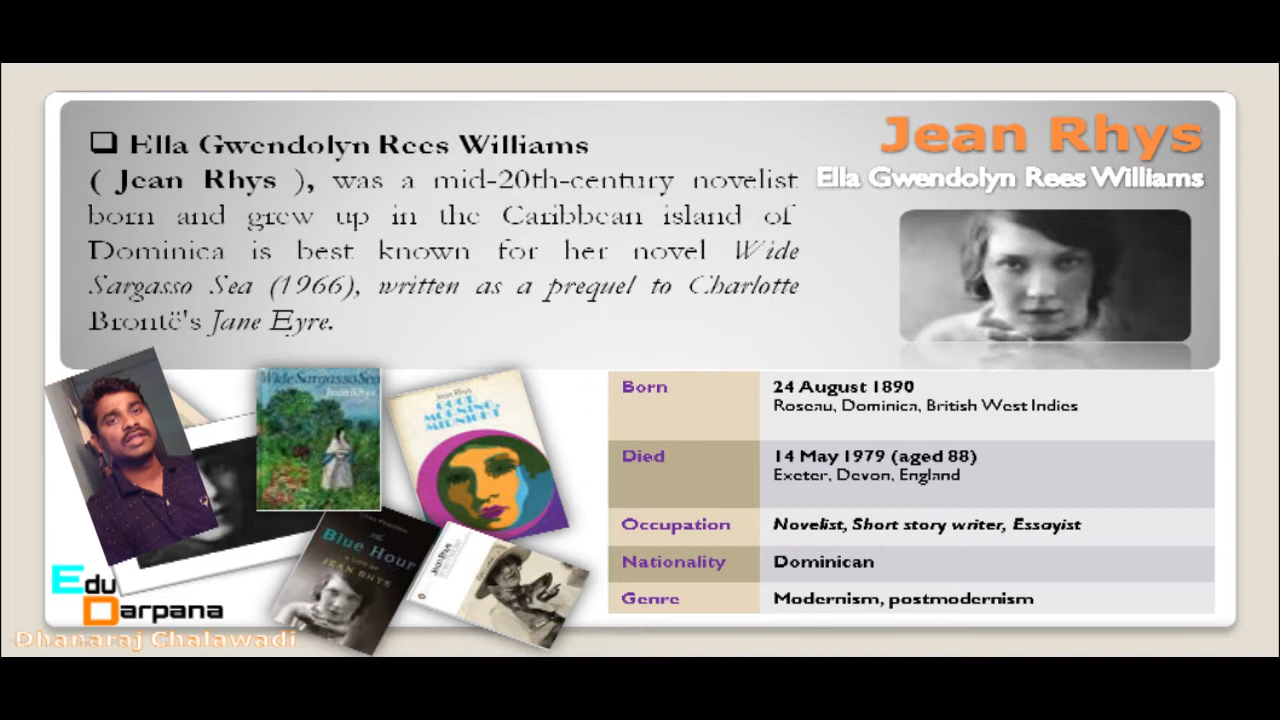 ❑ Ella Gwendolyn Rees Williams
( Jean Rhys ), was a mid-20th-century novelist
born and grew up in the Caribbean island of
Dominica is best known for her novel Wide
Sargasso Sea (1966), written as a prequel to Charlotte
Brontë's Jane Eyre.
Jean Rhys
Ella Gwendolyn Rees Williams
Wide Sargasso Sea
Jean Rhys
Jean Rhys
GOOD
MORNING,
MIDNIGHT
The
Blue Hour
A LIFE OF
JEAN RHYS
Jean Rhys
Born
24 August 1890
Roseau, Dominica, British West Indies
Died
14 May 1979 (aged 88)
Exeter, Devon, England
Occupation
Novelist, Short story writer, Essayist
Nationality
Dominican
Genre
Modernism, postmodernism
Edu
Darpana
Dhanaraj Chalawadi